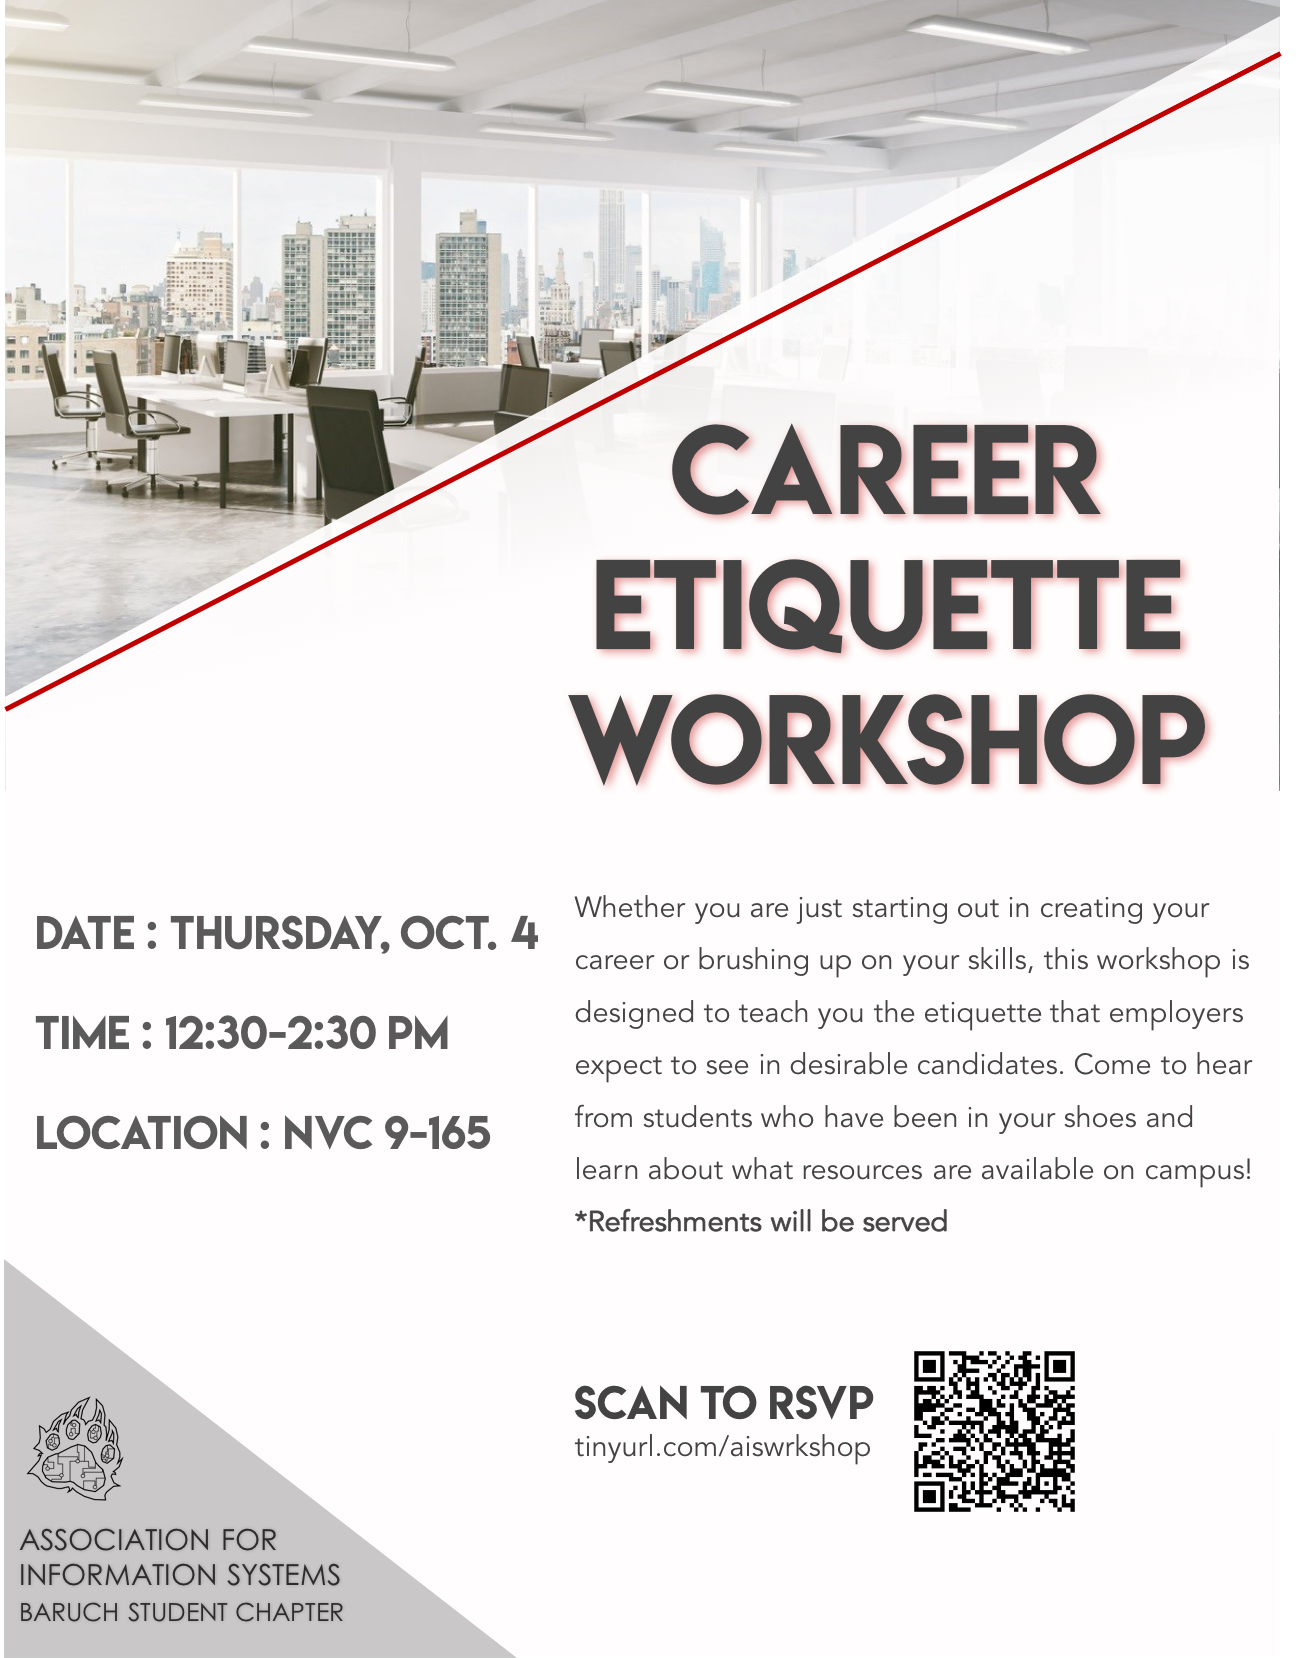 CAREER
ETIQUETTE
WORKSHOP
DATE : THURSDAY, OCT. 4
TIME : 12:30-2:30 PM
LOCATION : NVC 9-165
Whether you are just starting out in creating your
career or brushing up on your skills, this workshop is
designed to teach you the etiquette that employers
expect to see in desirable candidates. Come to hear
from students who have been in your shoes and
learn about what resources are available on campus!
*Refreshments will be served
SCAN TO RSVP
tinyurl.com/aiswrkshop
ASSOCIATION FOR
INFORMATION SYSTEMS
BARUCH STUDENT CHAPTER